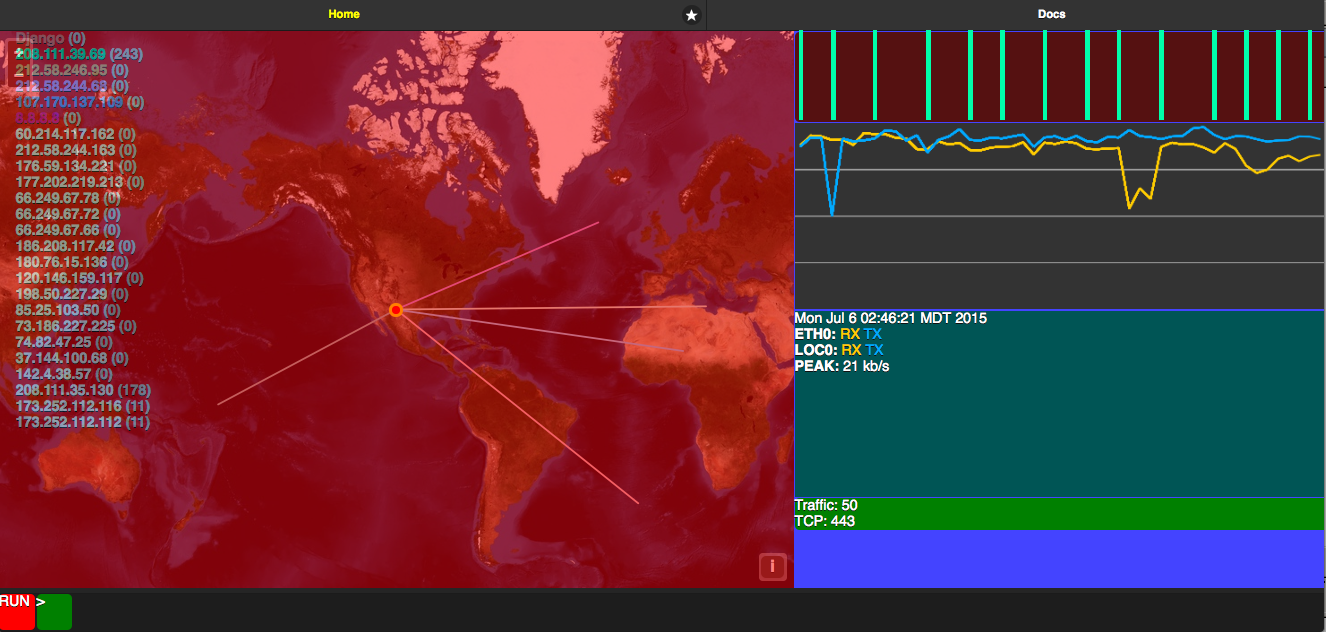 Home
★
Docs
Django (0)
+
208.111.39.69 (243)
−
212.58.246.95 (0)
212.58.244.68 (0)
107.170.137.109 (0)
6.8.3.3 (0)
60.214.117.162 (0)
212.58.244.163 (0)
176.59.134.221 (0)
177.202.219.213 (0)
66.249.67.78 (0)
66.249.67.72 (0)
66.249.67.66 (0)
186.208.117.42 (0)
180.76.15.136 (0)
120.146.159.117 (0)
198.50.227.29 (0)
85.25.103.50 (0)
73.186.227.225 (0)
74.82.47.25 (0)
37.144.100.68 (0)
142.4.38.57 (0)
208.111.35.130 (178)
173.252.112.116 (11)
173.252.112.112 (11)
i
Mon Jul 6 02:46:21 MDT 2015
ETH0: RX TX
LOC0: RX TX
PEAK: 21 kb/s
Traffic: 50
TCP: 443
RUN >